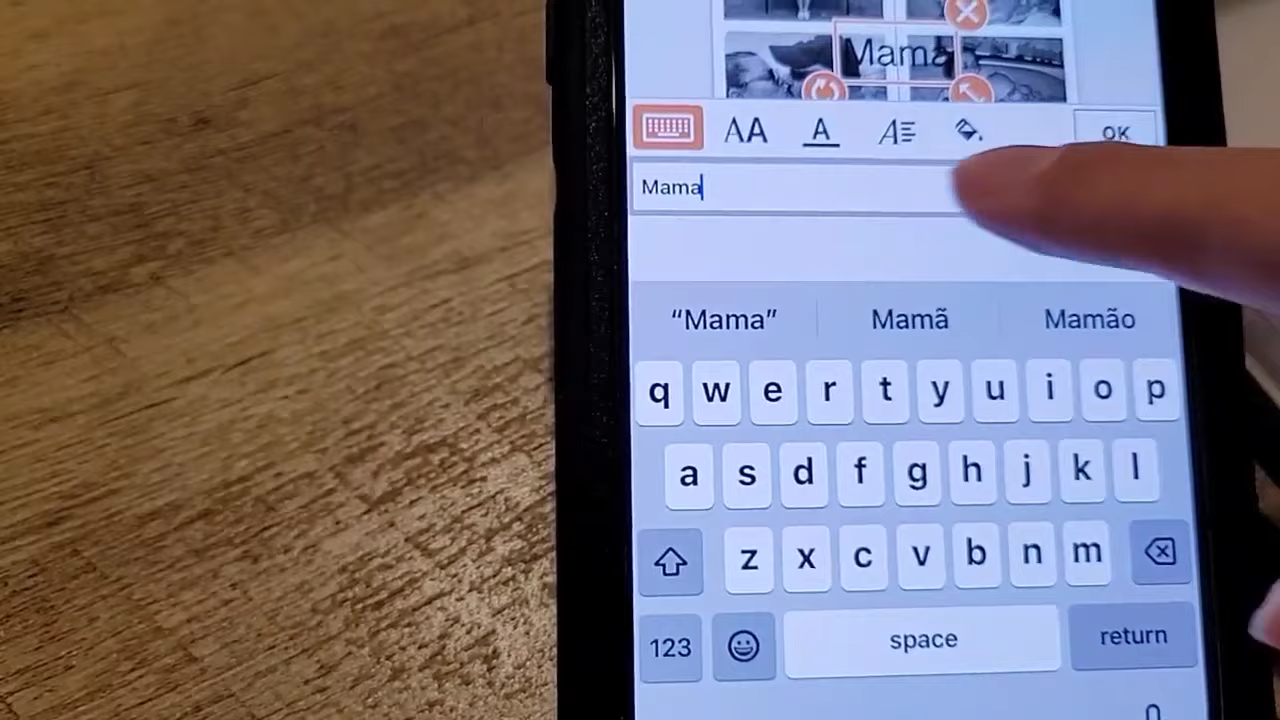 Mama
AA A A OK
Mama
“Mama” Mamã Mamão
q w e r t y u i o p
a s d f g h j k l
z x c v b n m
123 space return